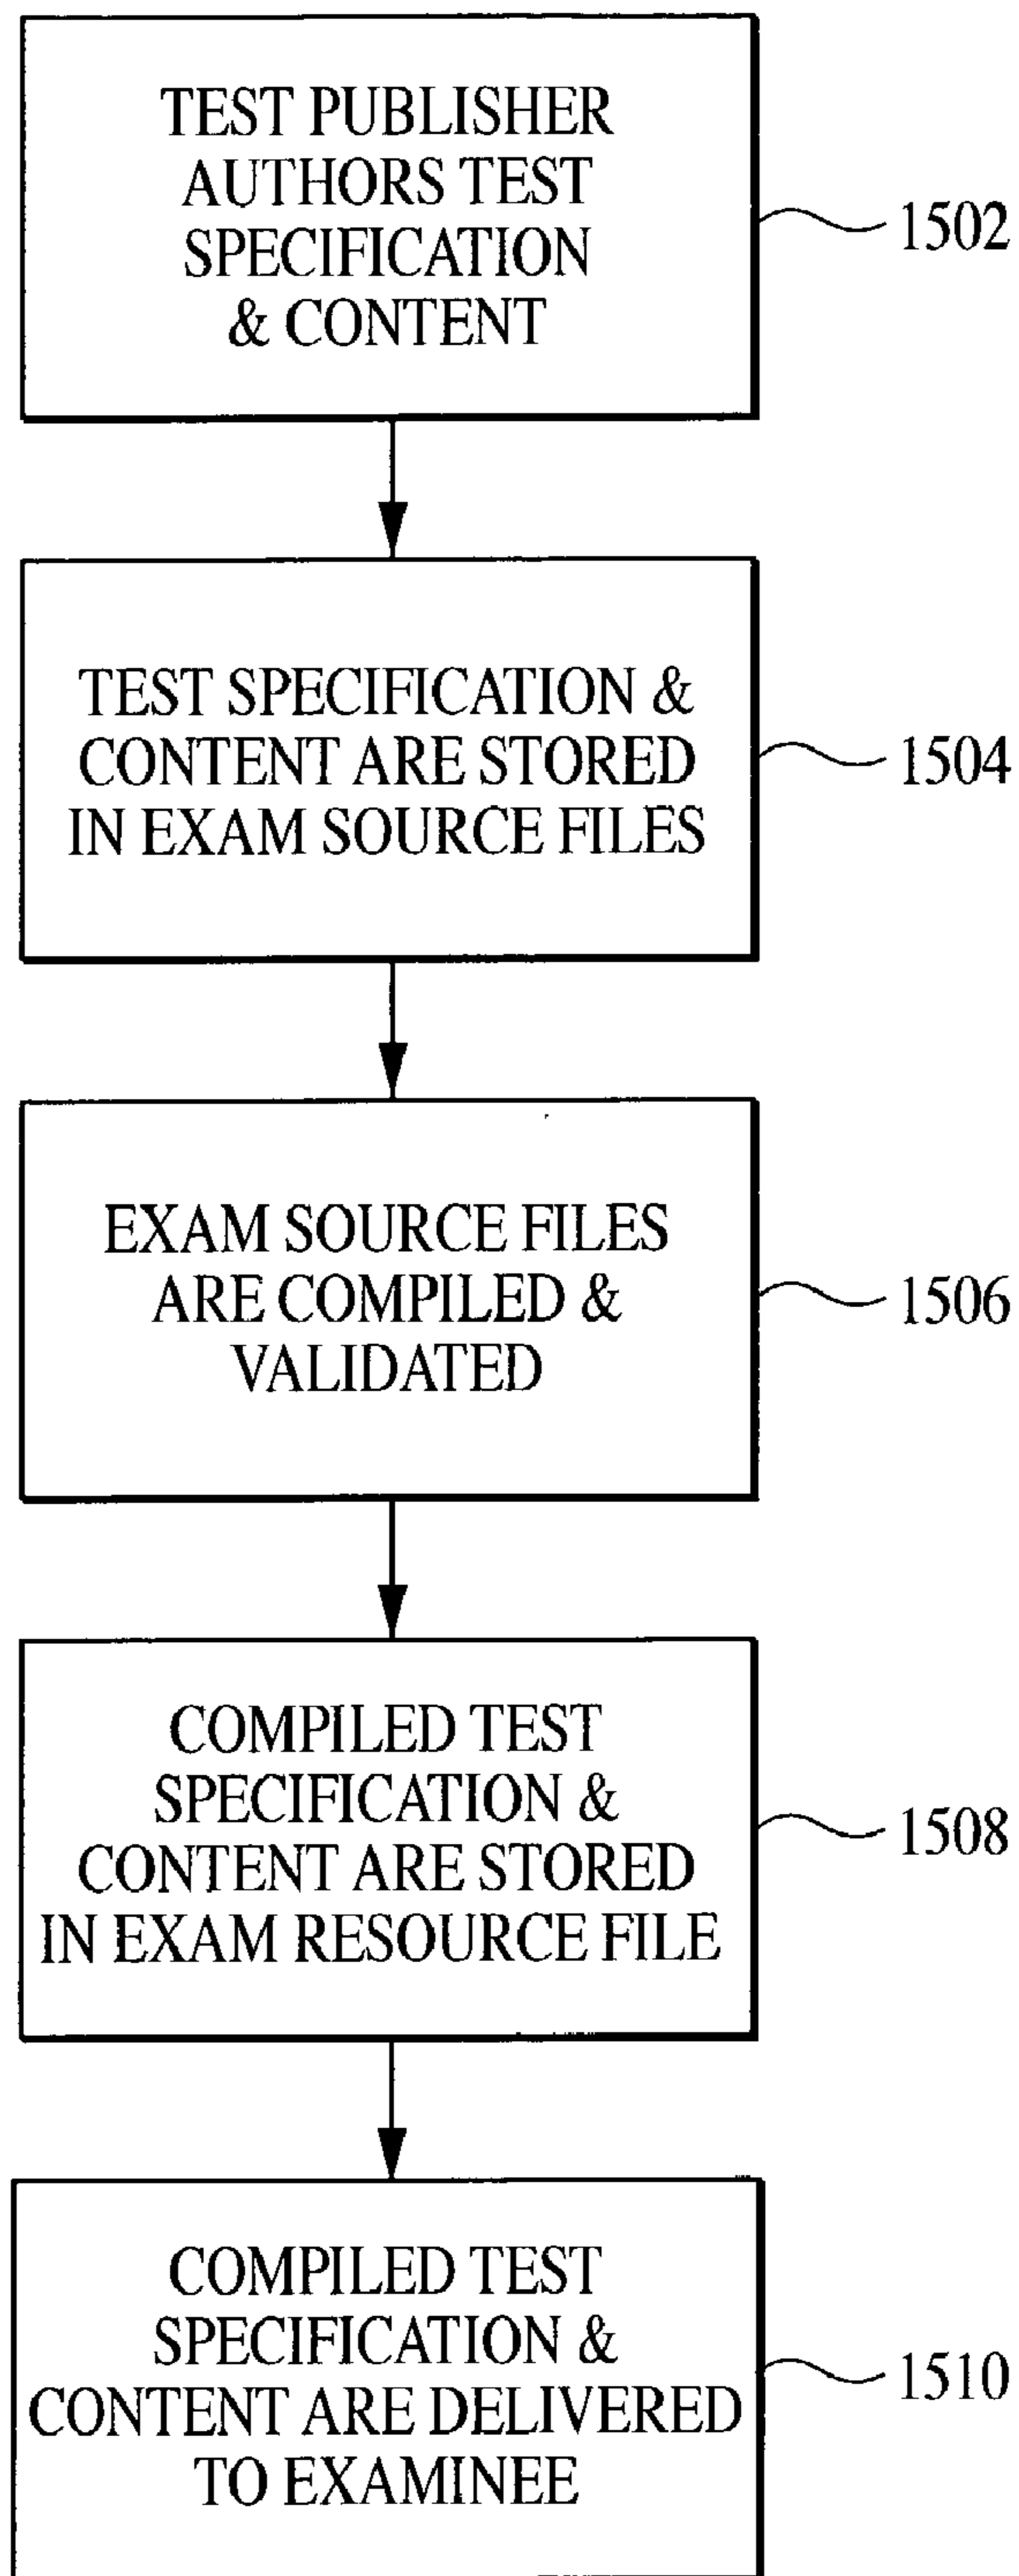 TEST PUBLISHER
AUTHORS TEST
SPECIFICATION
& CONTENT
1502
TEST SPECIFICATION &
CONTENT ARE STORED
IN EXAM SOURCE FILES
1504
EXAM SOURCE FILES
ARE COMPILED &
VALIDATED
1506
COMPILED TEST
SPECIFICATION &
CONTENT ARE STORED
IN EXAM RESOURCE FILE
1508
COMPILED TEST
SPECIFICATION &
CONTENT ARE DELIVERED
TO EXAMINEE
1510